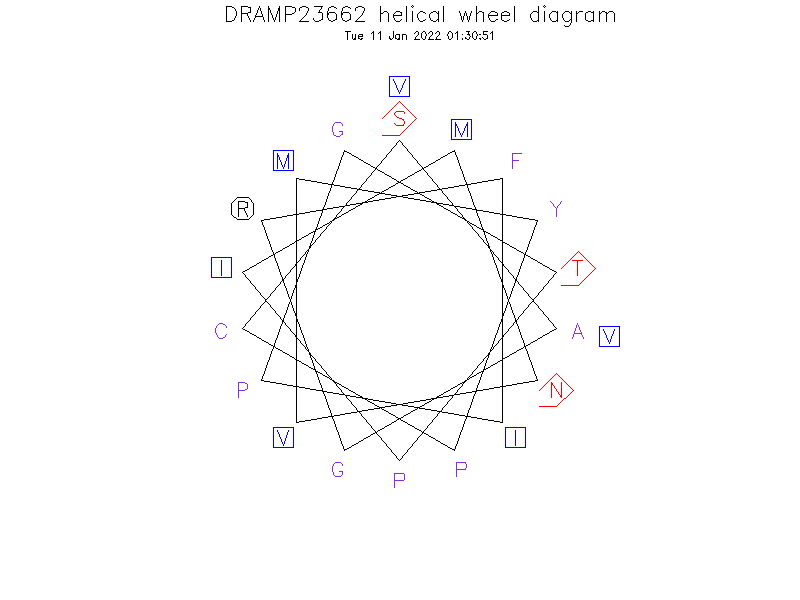 DRAMP23662 helical wheel diagram
Tue 11 Jan 2022 01:30:51
V
S
G M
M F
R Y
I T
C A V
P N
V I
G P
P